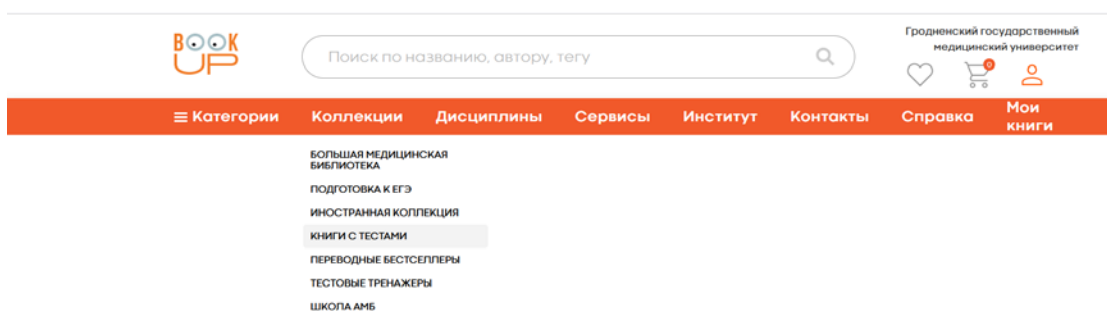 BOOK
UP
Поиск по названию, автору, тегу
Гродненский государственный
медицинский университет
0
Категории Коллекции Дисциплины Сервисы Институт Контакты Справка Мои
книги
БОЛЬШАЯ МЕДИЦИНСКАЯ
БИБЛИОТЕКА
ПОДГОТОВКА К ЕГЭ
ИНОСТРАННАЯ КОЛЛЕКЦИЯ
КНИГИ С ТЕСТАМИ
ПЕРЕВОДНЫЕ БЕСТСЕЛЛЕРЫ
ТЕСТОВЫЕ ТРЕНАЖЕРЫ
ШКОЛА АМБ